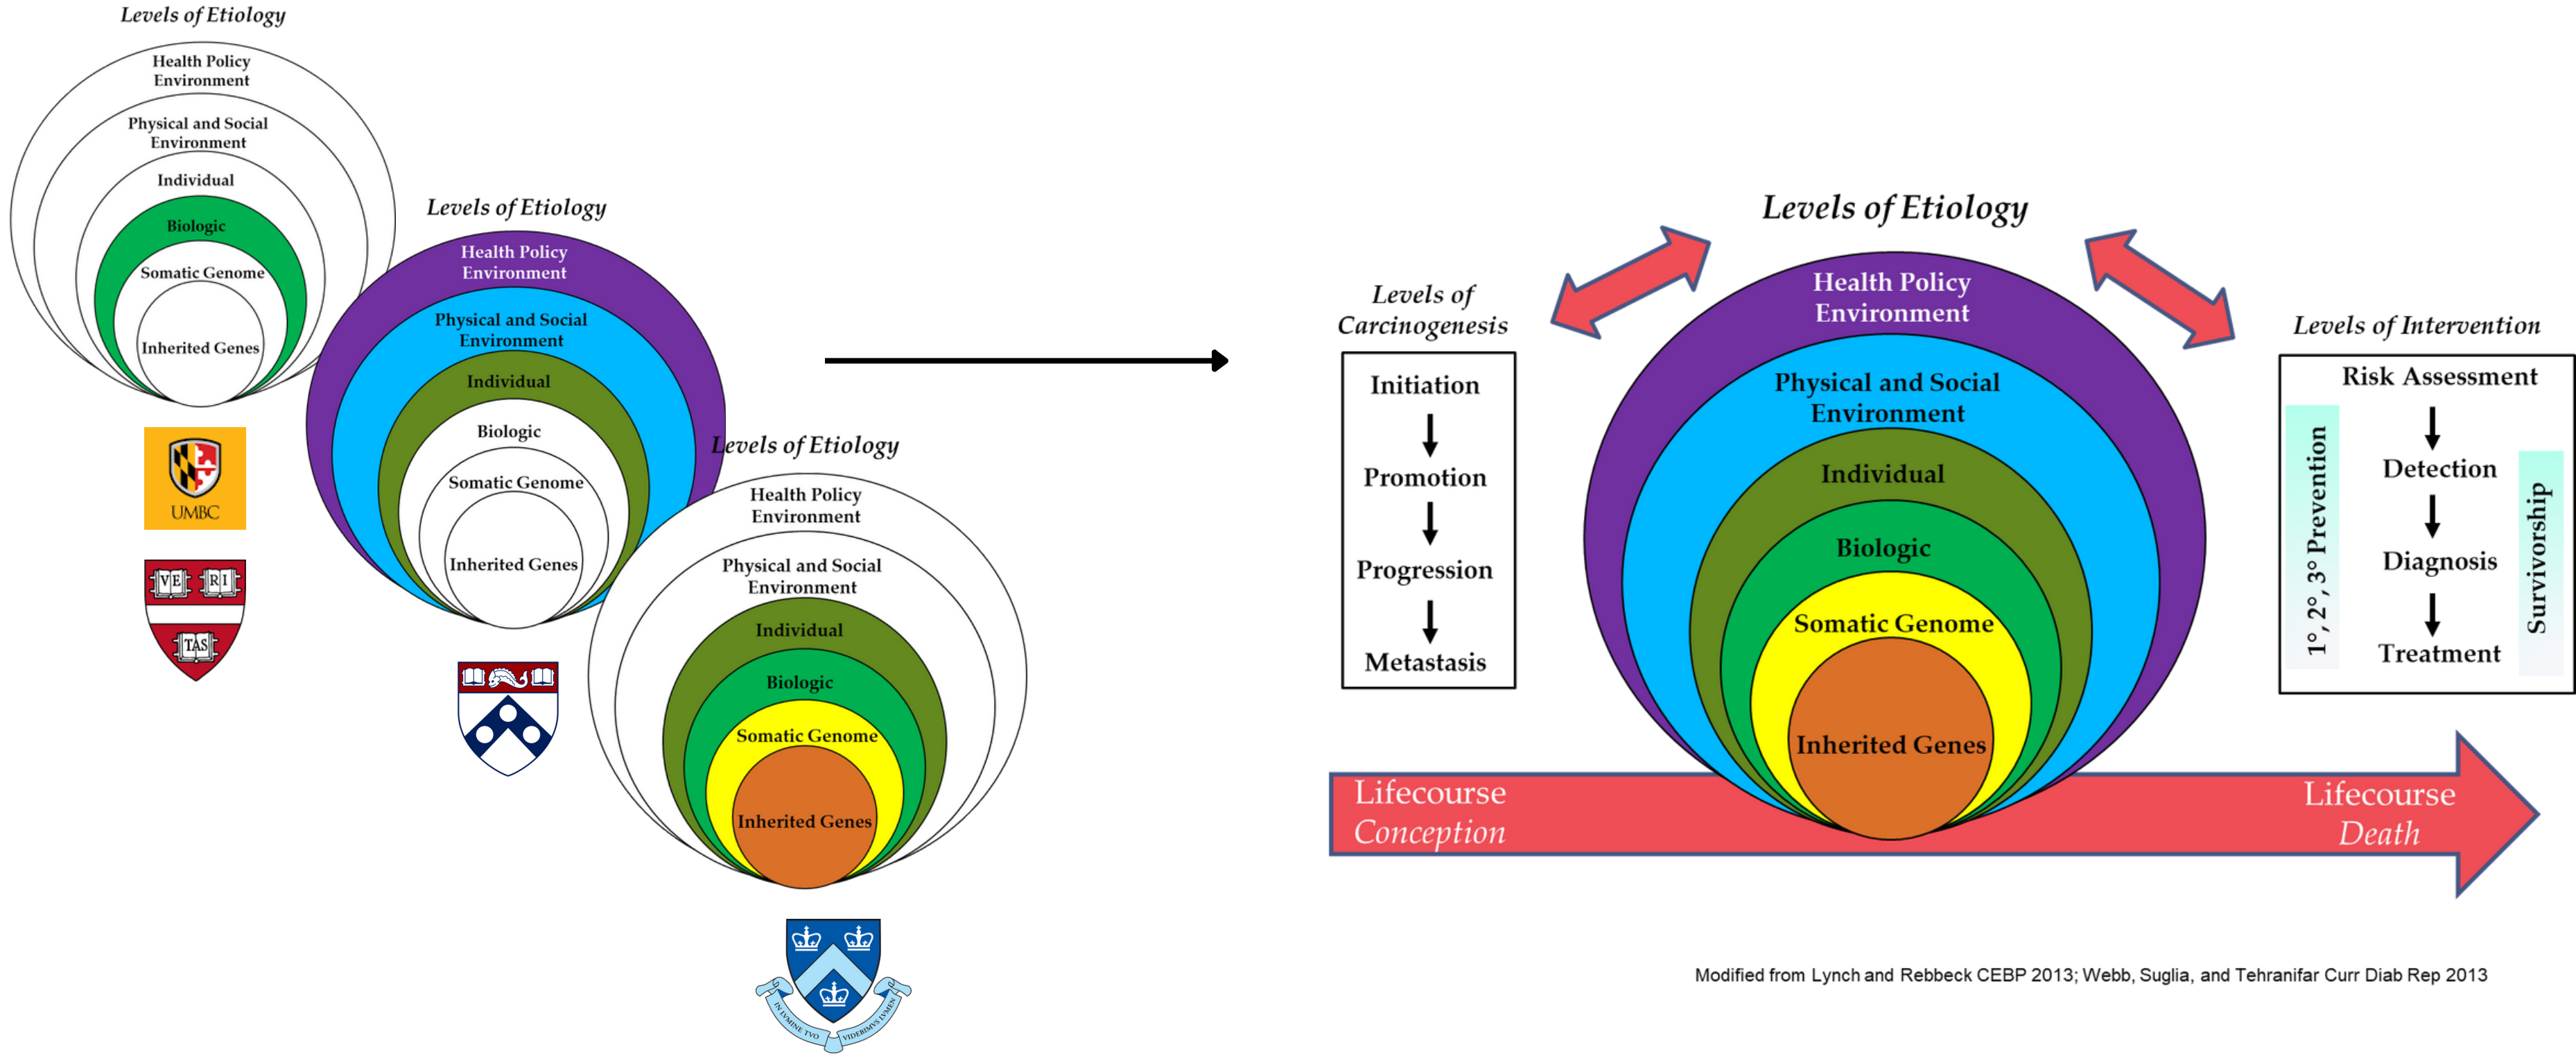 Levels of Etiology
Health Policy
Environment
Physical and Social
Environment
Individual
Biologic
Somatic Genome
Inherited Genes
UMBC
VE RI
TAS
Levels of Etiology
Health Policy
Environment
Physical and Social
Environment
Individual
Biologic
Somatic Genome
Inherited Genes
Levels of Etiology
Health Policy
Environment
Physical and Social
Environment
Individual
Biologic
Somatic Genome
Inherited Genes
IN LVMINE TVO VIDEBIMVS LVMEN
Levels of
Carcinogenesis
Initiation
Promotion
Progression
Metastasis
Levels of Etiology
Health Policy
Environment
Physical and Social
Environment
Individual
Biologic
Somatic Genome
Inherited Genes
Levels of Intervention
Risk Assessment
Detection
Diagnosis
Treatment
1°, 2°, 3° Prevention
Survivorship
Lifecourse
Conception
Lifecourse
Death
Modified from Lynch and Rebbeck CEBP 2013; Webb, Suglia, and Tehranifar Curr Diab Rep 2013